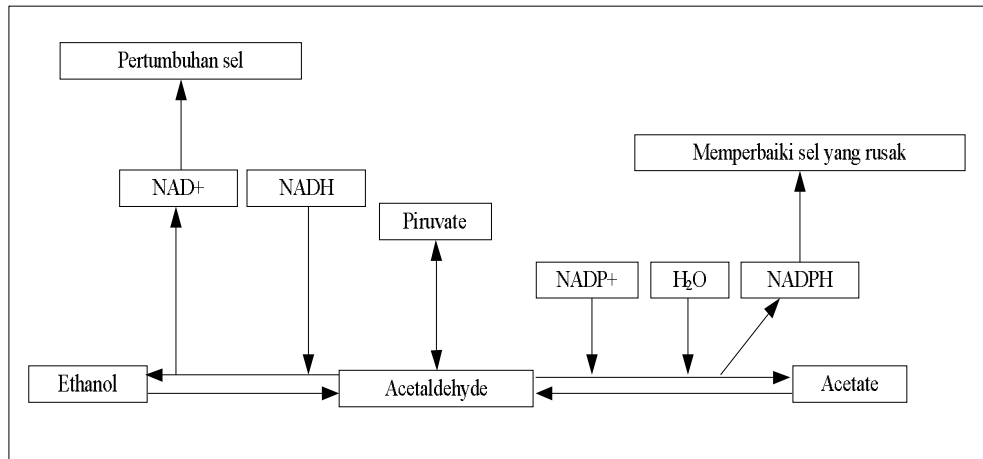 Pertumbuhan sel
Memperbaiki sel yang rusak
NAD+
NADH
Piruvate
NADP+
H₂O
NADPH
Ethanol
Acetaldehyde
Acetate